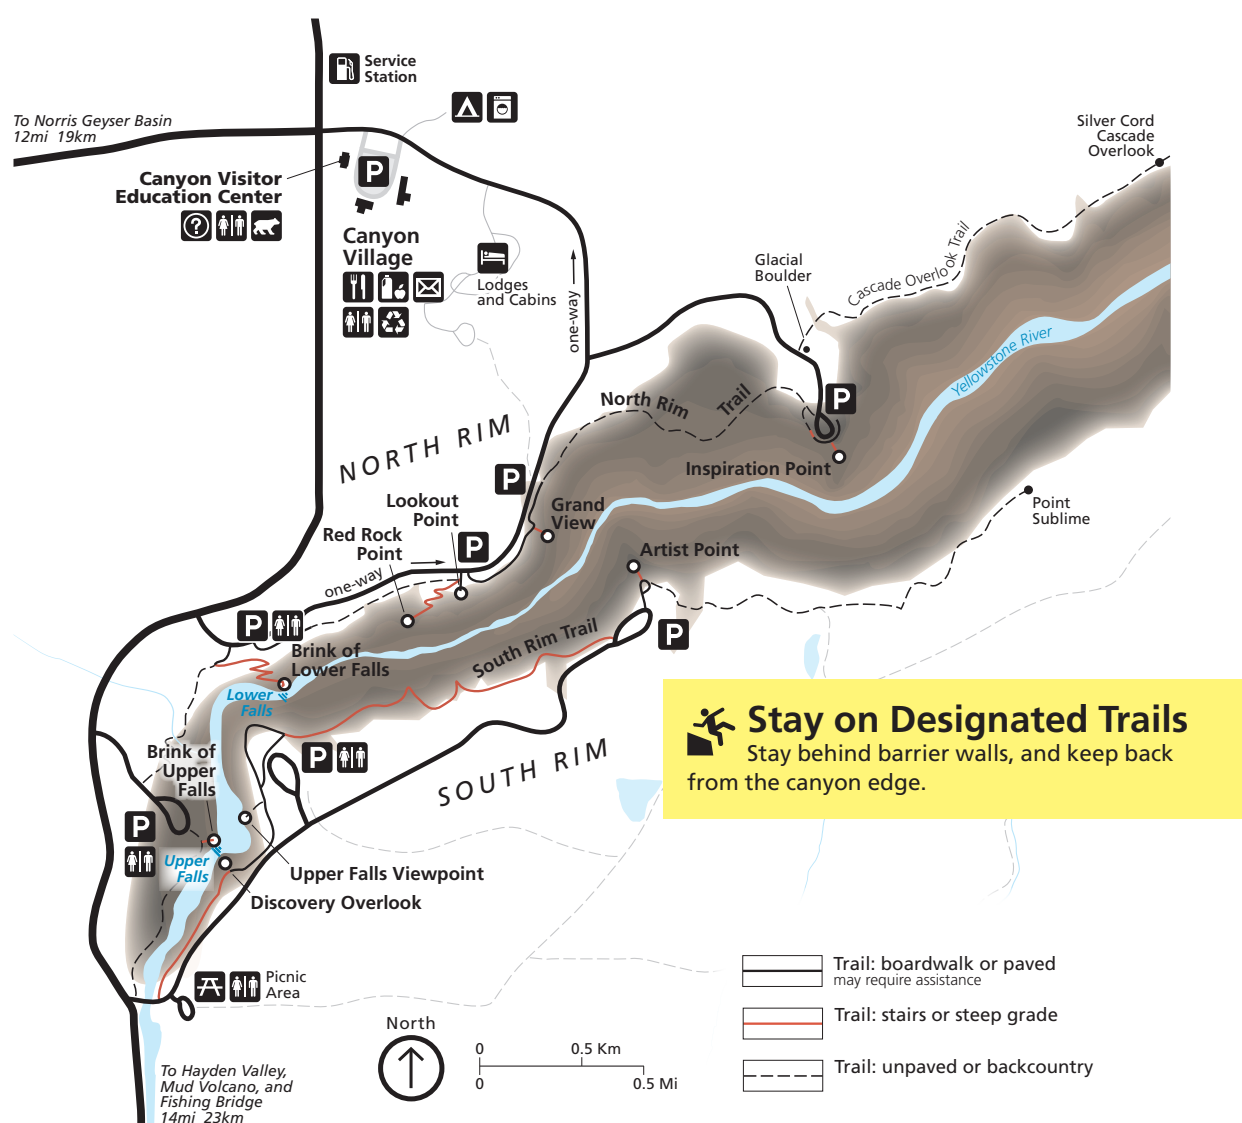 Service
Station
To Norris Geyser Basin
12mi 19km
Silver Cord
Cascade
Overlook
P
Canyon Visitor
Education Center
?
Canyon
Village
Lodges
and Cabins
one-way
Glacial
Boulder
Cascade Overlook Trail
Yellowstone River
P
North Rim Trail
NORTH RIM
Inspiration Point
P
Lookout
Point
Grand
View
Point
Sublime
Red Rock
Point
P
Artist Point
one-way
P
P
South Rim Trail
Brink of
Lower Falls
Lower
Falls
Stay on Designated Trails
Stay behind barrier walls, and keep back
from the canyon edge.
Brink of
Upper
Falls
P
SOUTH RIM
P
Upper
Falls
Upper Falls Viewpoint
Discovery Overlook
Picnic
Area
Trail: boardwalk or paved
may require assistance
Trail: stairs or steep grade
Trail: unpaved or backcountry
North
0 0.5 Km
0 0.5 Mi
To Hayden Valley,
Mud Volcano, and
Fishing Bridge
14mi 23km